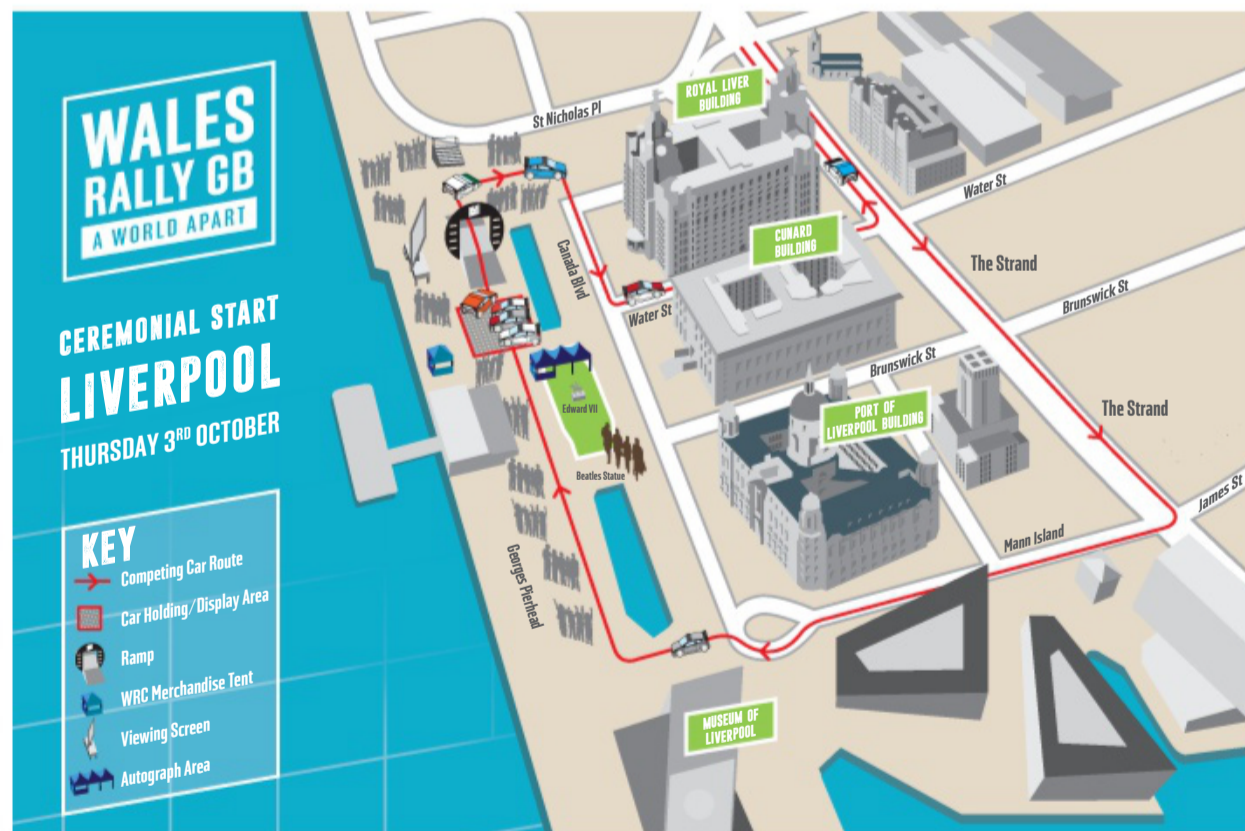 WALES
RALLY GB
A WORLD APART
CEREMONIAL START
LIVERPOOL
THURSDAY 3RD OCTOBER
KEY
Competing Car Route
Car Holding/Display Area
Ramp
WRC Merchandise Tent
Viewing Screen
Autograph Area
St Nicholas Pl
ROYAL LIVER
BUILDING
Water St
CUNARD
BUILDING
The Strand
Canada Blvd
Water St
Brunswick St
Brunswick St
The Strand
PORT OF
LIVERPOOL BUILDING
Edward VII
Beatles Statue
James St
Mann Island
Georges Pierhead
MUSEUM OF
LIVERPOOL